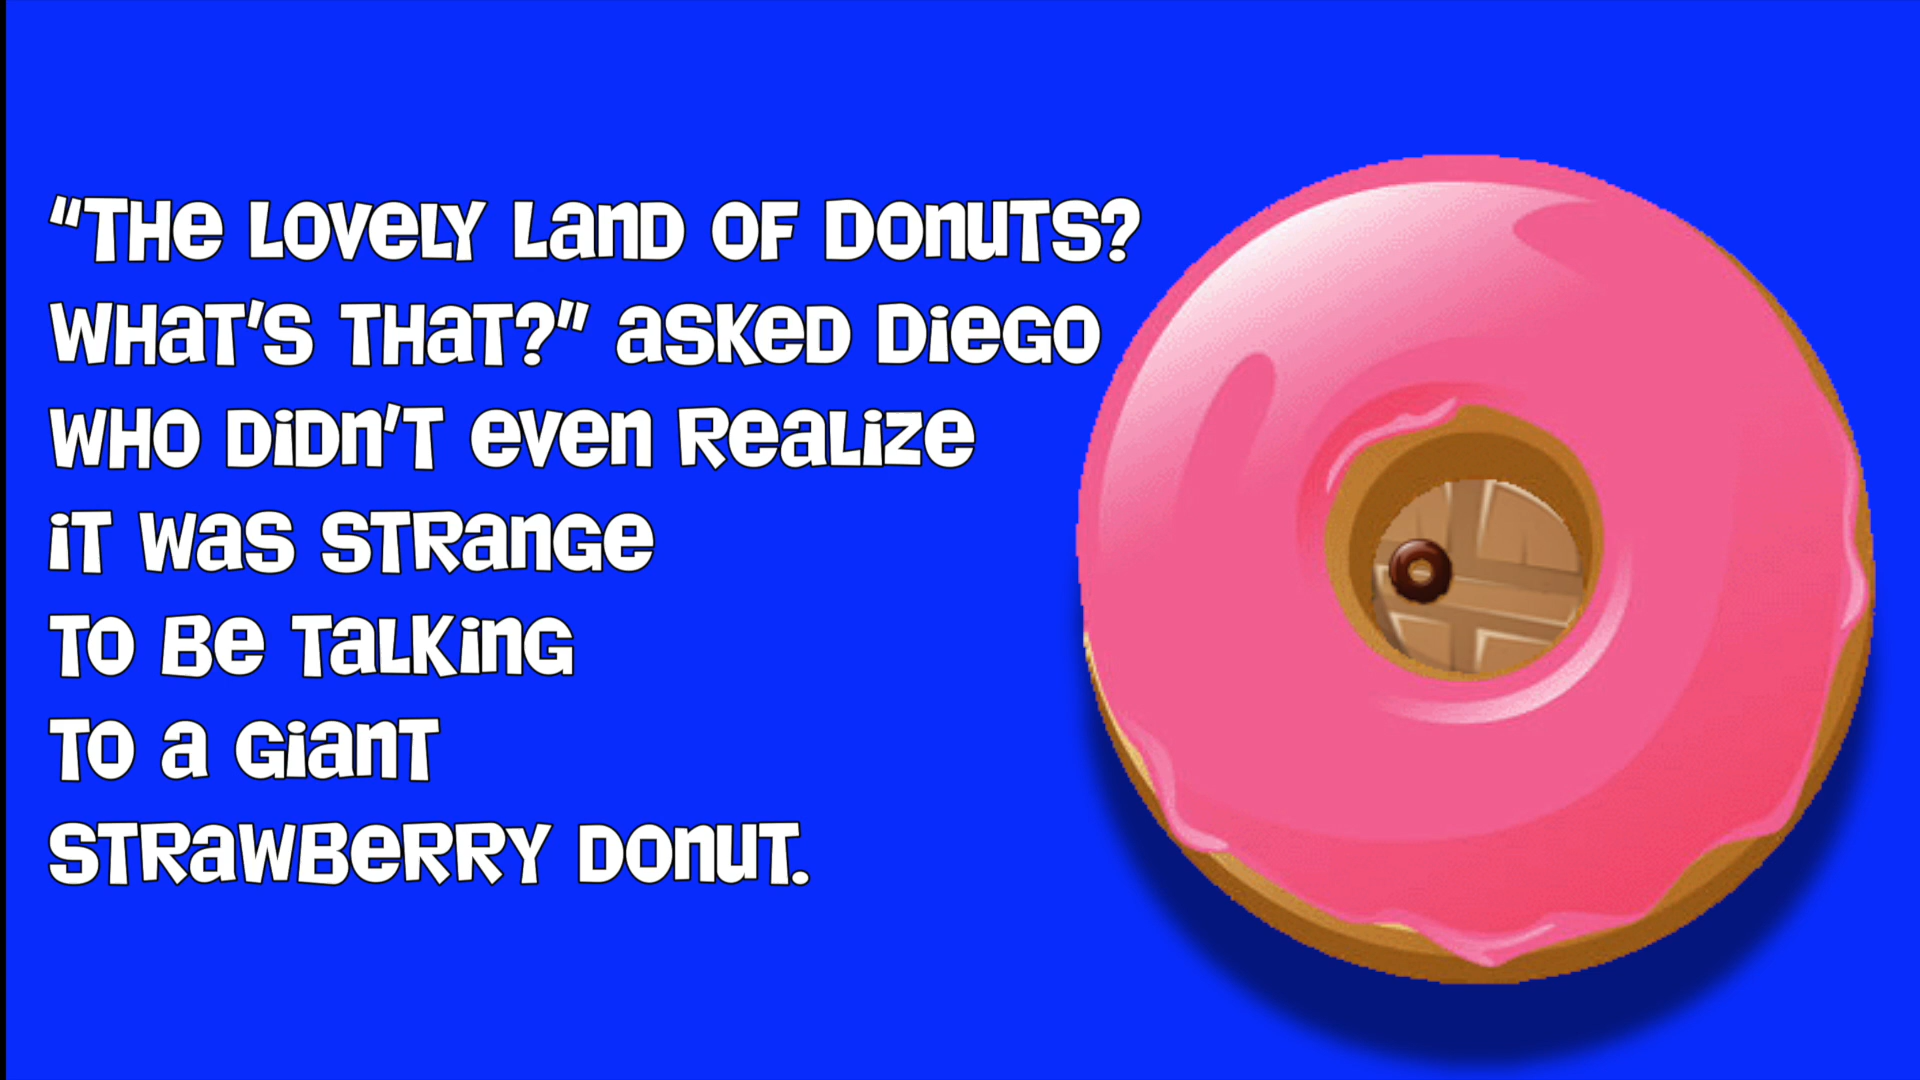 “The lovely land of donuts?
What's that?” asked Diego
who didn't even realize
it was strange
to be talking
to a giant
strawberry donut.